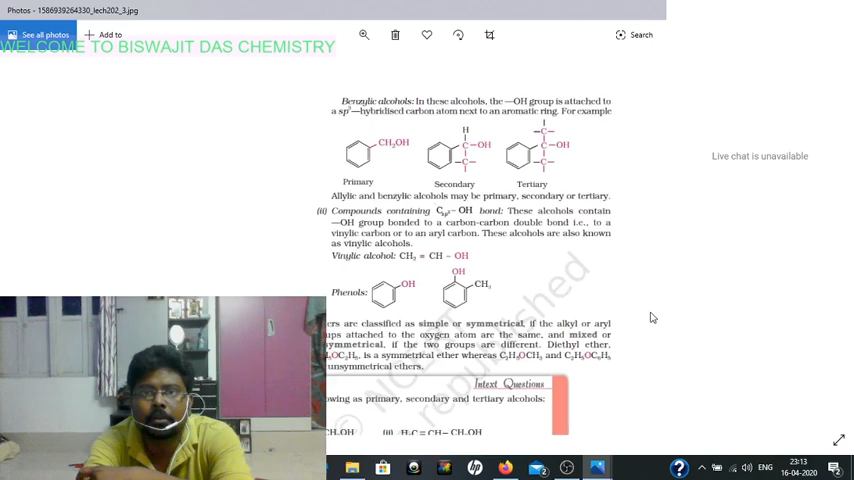 Photos - 1586939264330_lech202_3.jpg
See all photos
Add to
Search
WELCOME TO BISWAJIT DAS CHEMISTRY
Benzylic alcohols: In these alcohols, the —OH group is attached to
a sp³—hybridised carbon atom next to an aromatic ring. For example
CH₂OH
H
C OH
C
C
C OH
C
Primary
Secondary
Tertiary
Allylic and benzylic alcohols may be primary, secondary or tertiary.
(ii) Compounds containing C_sp² – OH bond: These alcohols contain
—OH group bonded to a carbon-carbon double bond i.e., to a
vinylic carbon or to an aryl carbon. These alcohols are also known
as vinylic alcohols.
Vinylic alcohol: CH₂ = CH – OH
Phenols:
OH
OH
CH₃
ers are classified as simple or symmetrical, if the alkyl or aryl
ups attached to the oxygen atom are the same, and mixed or
symmetrical, if the two groups are different. Diethyl ether,
H₅OC₂H₅, is a symmetrical ether whereas C₂H₅OCH₃ and C₂H₅OC₆H₅
unsymmetrical ethers.
Intext Questions
owing as primary, secondary and tertiary alcohols:
(ii) H₂C = CH – CH₂OH
© NCERT
republished
Live chat is unavailable
ENG
23:13
16-04-2020